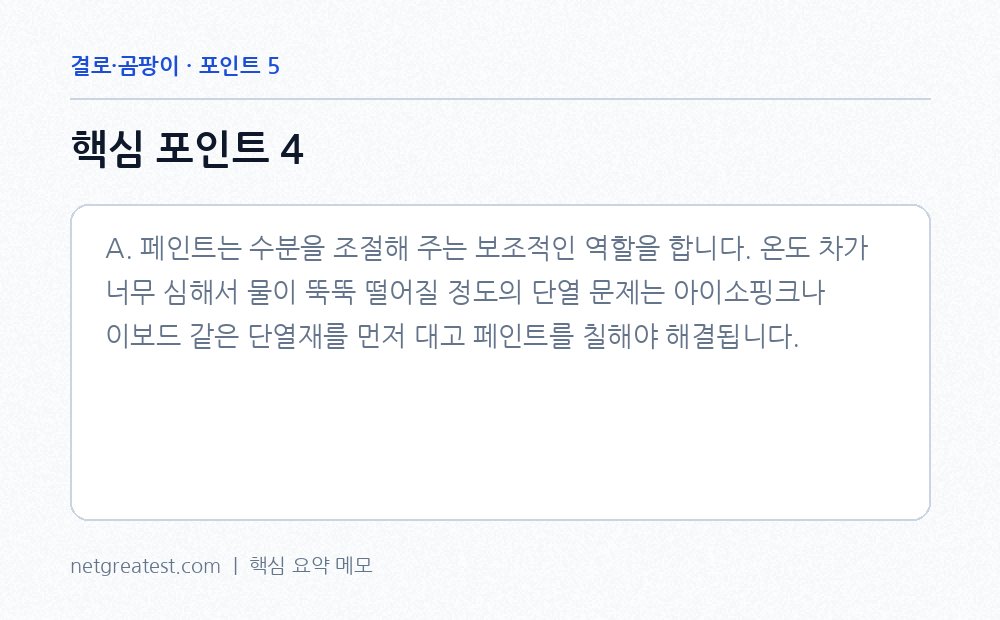 결로·곰팡이 · 포인트 5
핵심 포인트 4
A. 페인트는 수분을 조절해 주는 보조적인 역할을 합니다. 온도 차가
너무 심해서 물이 뚝뚝 떨어질 정도의 단열 문제는 아이소핑크나
이보드 같은 단열재를 먼저 대고 페인트를 칠해야 해결됩니다.
netgreatest.com | 핵심 요약 메모